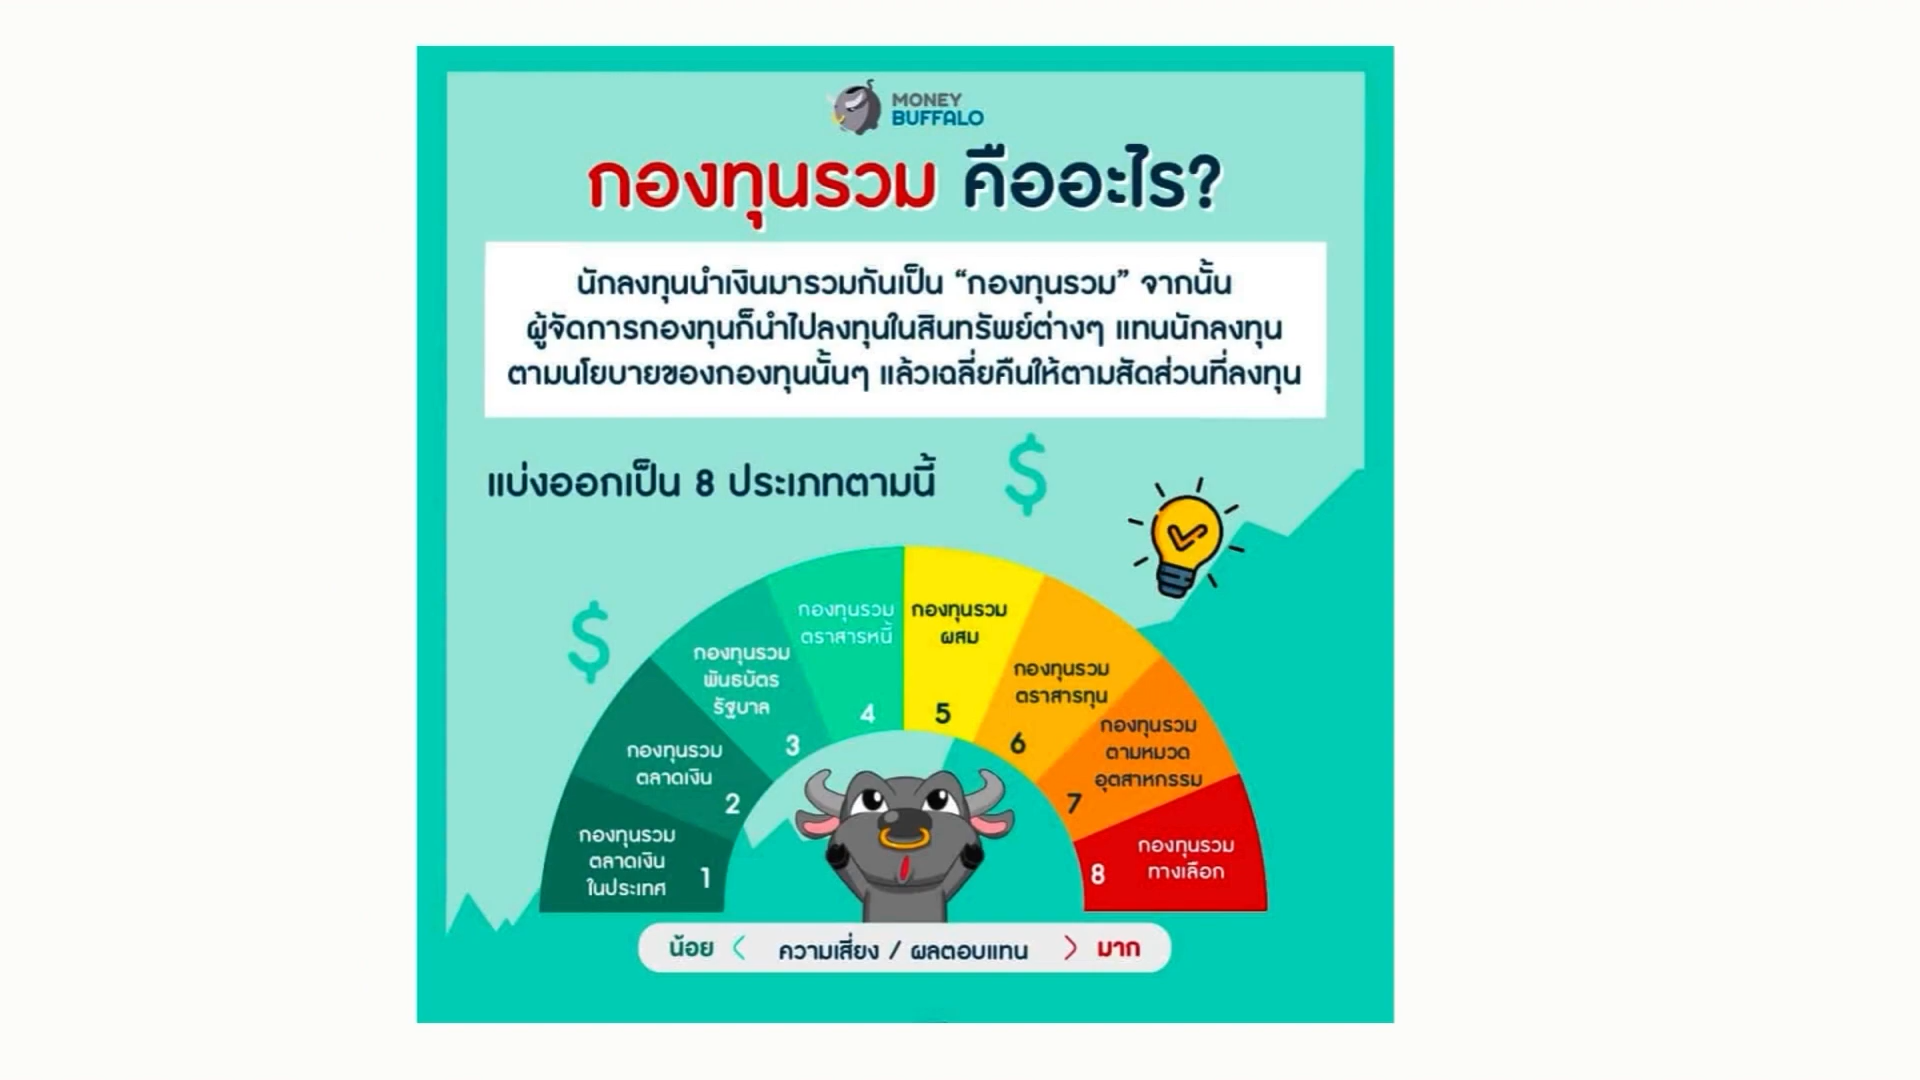 MONEY
BUFFALO
กองทุนรวม คืออะไร?
นักลงทุนนำเงินมารวมกันเป็น “กองทุนรวม” จากนั้น
ผู้จัดการกองทุนก็นำไปลงทุนในสินทรัพย์ต่างๆ แทนนักลงทุน
ตามนโยบายของกองทุนนั้นๆ แล้วเฉลี่ยคืนให้ตามสัดส่วนที่ลงทุน
แบ่งออกเป็น 8 ประเภทตามนี้
กองทุนรวม
ตลาดเงิน
ในประเทศ
1
กองทุนรวม
ตลาดเงิน
2
กองทุนรวม
พันธบัตร
รัฐบาล
3
กองทุนรวม
ตราสารหนี้
4
กองทุนรวม
ผสม
5
กองทุนรวม
ตราสารทุน
6
กองทุนรวม
ตามหมวด
อุตสาหกรรม
7
กองทุนรวม
ทางเลือก
8
น้อย < ความเสี่ยง / ผลตอบแทน > มาก